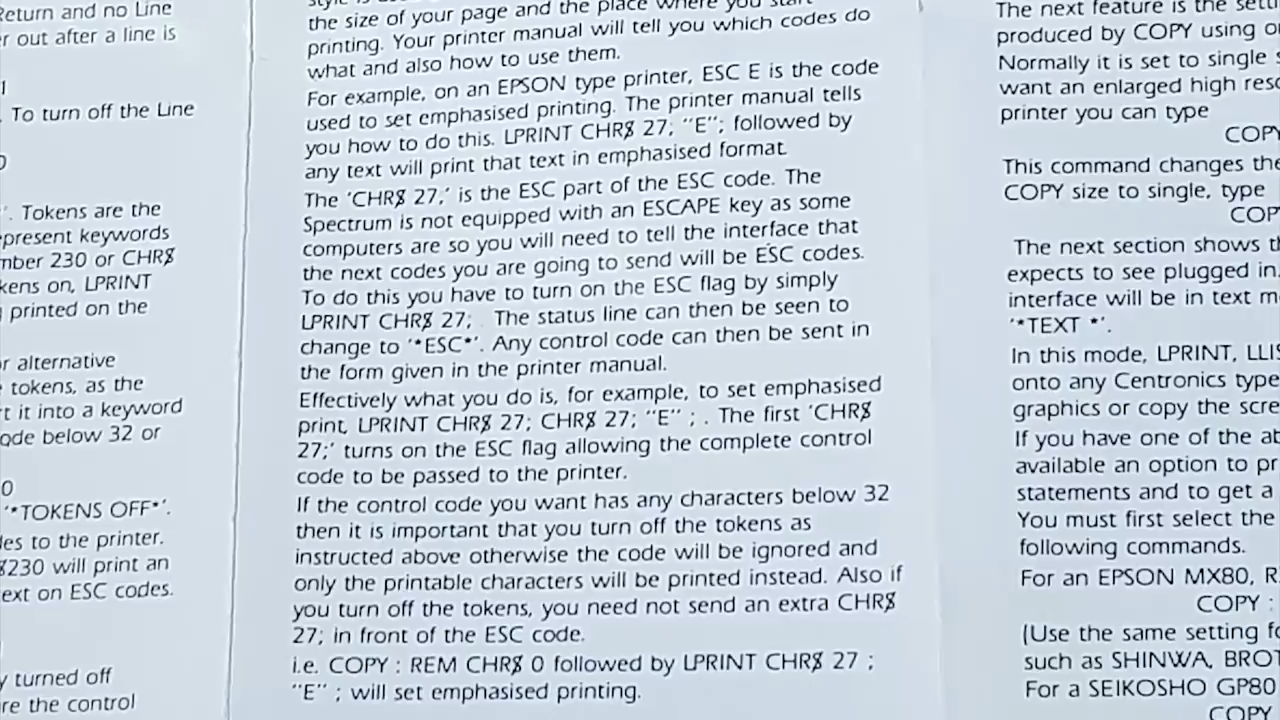 Return and no Line
r out after a line is
. To turn off the Line
0
'. Tokens are the
epresent keywords
mber 230 or CHR$
kens on, LPRINT
printed on the
or alternative
tokens, as the
rt it into a keyword
ode below 32 or
0
'*TOKENS OFF*'.
les to the printer.
$230 will print an
ext on ESC codes.
y turned off
re the control
the size of your page and the place where you start
printing. Your printer manual will tell you which codes do
what and also how to use them.
For example, on an EPSON type printer, ESC E is the code
used to set emphasised printing. The printer manual tells
you how to do this. LPRINT CHR$ 27; "E"; followed by
any text will print that text in emphasised format.
The 'CHR$ 27;' is the ESC part of the ESC code. The
Spectrum is not equipped with an ESCAPE key as some
computers are so you will need to tell the interface that
the next codes you are going to send will be ESC codes.
To do this you have to turn on the ESC flag by simply
LPRINT CHR$ 27; The status line can then be seen to
change to '*ESC*'. Any control code can then be sent in
the form given in the printer manual.
Effectively what you do is, for example, to set emphasised
print, LPRINT CHR$ 27; CHR$ 27; "E" ; . The first 'CHR$
27;' turns on the ESC flag allowing the complete control
code to be passed to the printer.
If the control code you want has any characters below 32
then it is important that you turn off the tokens as
instructed above otherwise the code will be ignored and
only the printable characters will be printed instead. Also if
you turn off the tokens, you need not send an extra CHR$
27; in front of the ESC code.
i.e. COPY : REM CHR$ 0 followed by LPRINT CHR$ 27 ;
"E" ; will set emphasised printing.
The next feature is the
produced by COPY using
Normally it is set to single
want an enlarged high
printer you can type
COPY
This command changes the
COPY size to single, type
COP
The next section shows
expects to see plugged in.
interface will be in text m
'*TEXT *'.
In this mode, LPRINT, LLIS
onto any Centronics type
graphics or copy the scre
If you have one of the ab
available an option to pr
statements and to get a
You must first select the
following commands.
For an EPSON MX80, R
COPY :
(Use the same setting fo
such as SHINWA, BROT
For a SEIKOSHO GP80
COPY